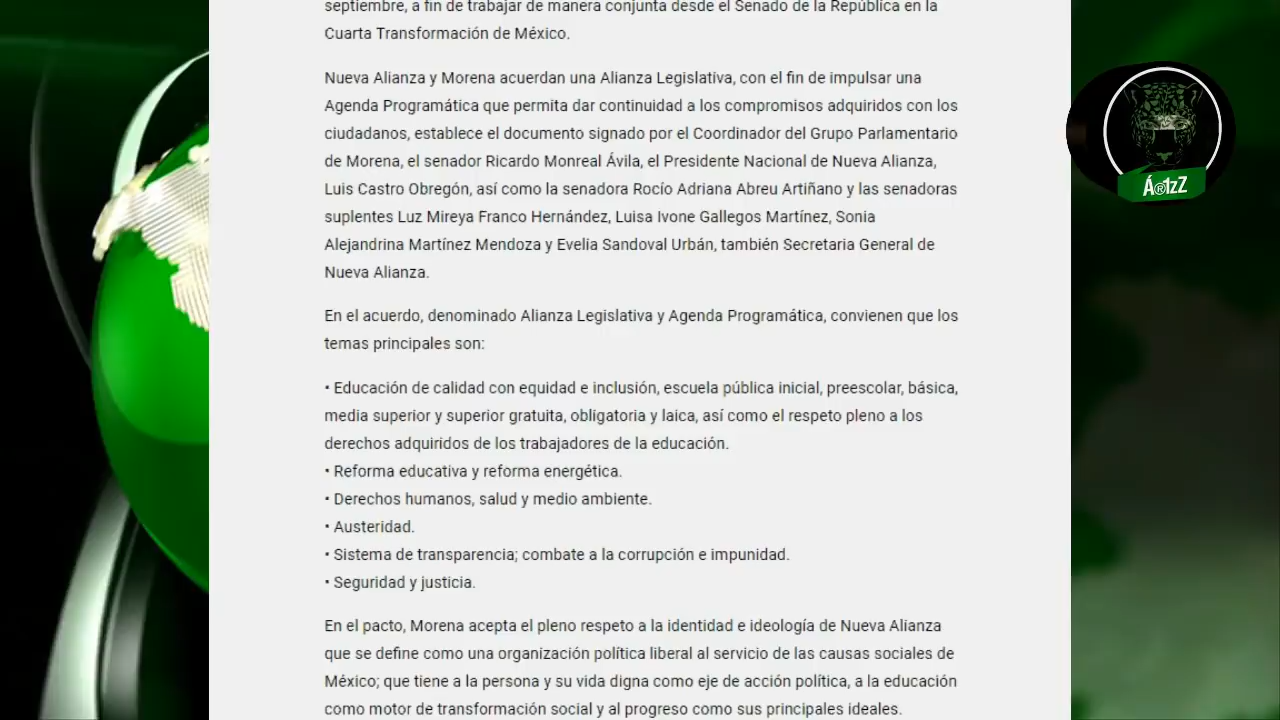 septiembre, a fin de trabajar de manera conjunta desde el Senado de la República en la
Cuarta Transformación de México.
Nueva Alianza y Morena acuerdan una Alianza Legislativa, con el fin de impulsar una
Agenda Programática que permita dar continuidad a los compromisos adquiridos con los
ciudadanos, establece el documento signado por el Coordinador del Grupo Parlamentario
de Morena, el senador Ricardo Monreal Ávila, el Presidente Nacional de Nueva Alianza,
Luis Castro Obregón, así como la senadora Rocío Adriana Abreu Artiñano y las senadoras
suplentes Luz Mireya Franco Hernández, Luisa Ivone Gallegos Martínez, Sonia
Alejandrina Martínez Mendoza y Evelia Sandoval Urbán, también Secretaria General de
Nueva Alianza.
En el acuerdo, denominado Alianza Legislativa y Agenda Programática, convienen que los
temas principales son:
• Educación de calidad con equidad e inclusión, escuela pública inicial, preescolar, básica,
media superior y superior gratuita, obligatoria y laica, así como el respeto pleno a los
derechos adquiridos de los trabajadores de la educación.
• Reforma educativa y reforma energética.
• Derechos humanos, salud y medio ambiente.
• Austeridad.
• Sistema de transparencia; combate a la corrupción e impunidad.
• Seguridad y justicia.
En el pacto, Morena acepta el pleno respeto a la identidad e ideología de Nueva Alianza
que se define como una organización política liberal al servicio de las causas sociales de
México; que tiene a la persona y su vida digna como eje de acción política, a la educación
como motor de transformación social y al progreso como sus principales ideales.
Á®1zZ